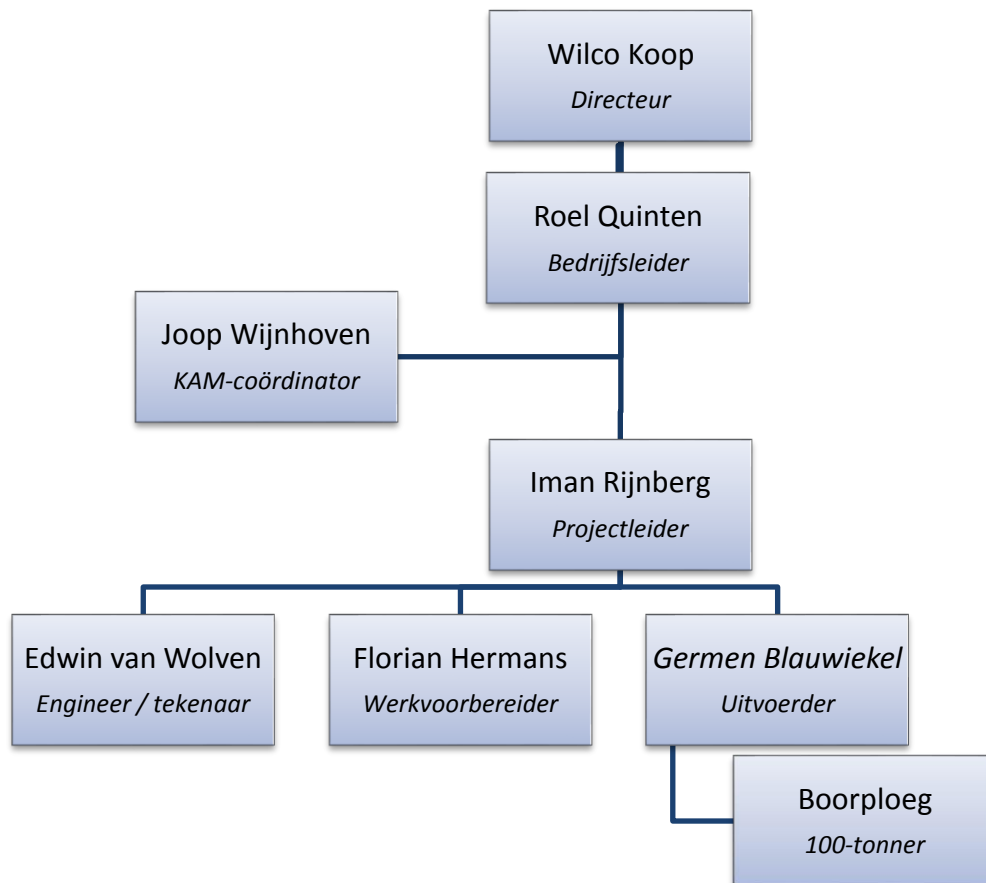 Wilco Koop
Directeur
Roel Quinten
Bedrijfsleider
Joop Wijnhoven
KAM-coördinator
Iman Rijnberg
Projectleider
Edwin van Wolven
Engineer / tekenaar
Florian Hermans
Werkvoorbereider
Germen Blauwiekel
Uitvoerder
Boorploeg
100-tonner